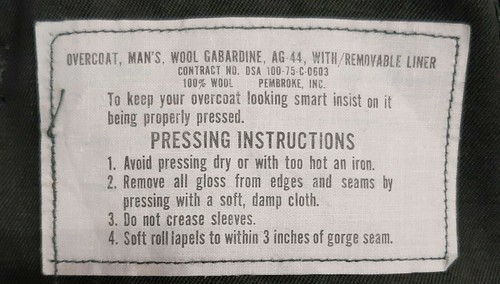 OVERCOAT, MAN'S, WOOL GABARDINE, AG-44, WITH/REMOVABLE LINER
CONTRACT NO. DSA 100-75-C-0603
100% WOOL PEMBROKE, INC.
To keep your overcoat looking smart insist on it
being properly pressed.
PRESSING INSTRUCTIONS
1. Avoid pressing dry or with too hot an iron.
2. Remove all gloss from edges and seams by
pressing with a soft, damp cloth.
3. Do not crease sleeves.
4. Soft roll lapels to within 3 inches of gorge seam.